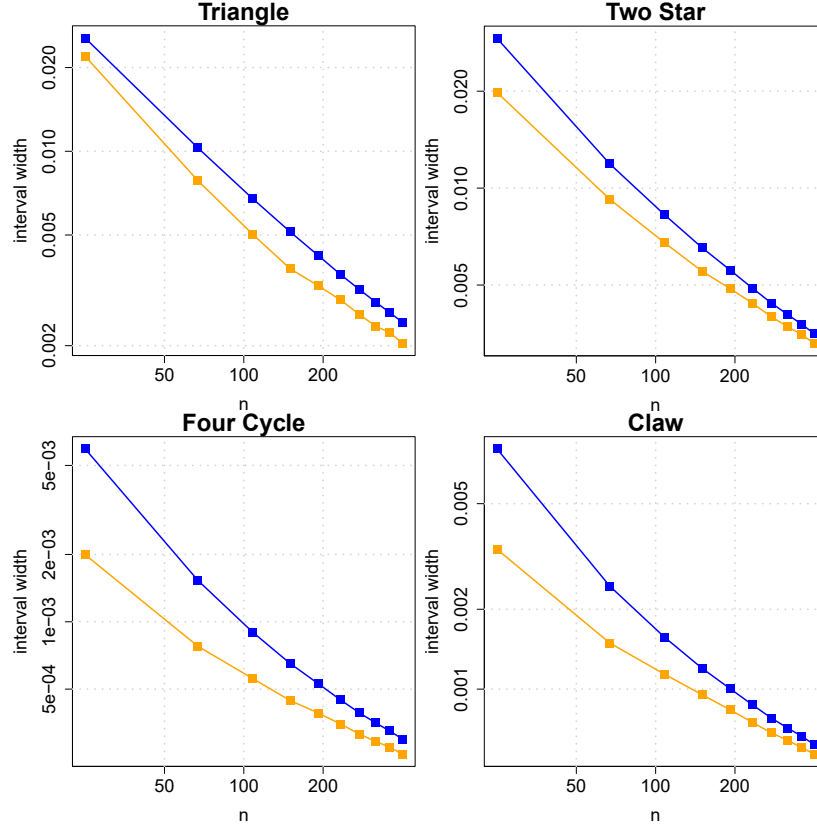 Triangle
interval width
0.020
0.010
0.005
0.002
50 100 200
n
Two Star
interval width
0.020
0.010
0.005
50 100 200
n
Four Cycle
interval width
5e−03
2e−03
1e−03
5e−04
50 100 200
n
Claw
interval width
0.005
0.002
0.001
50 100 200
n